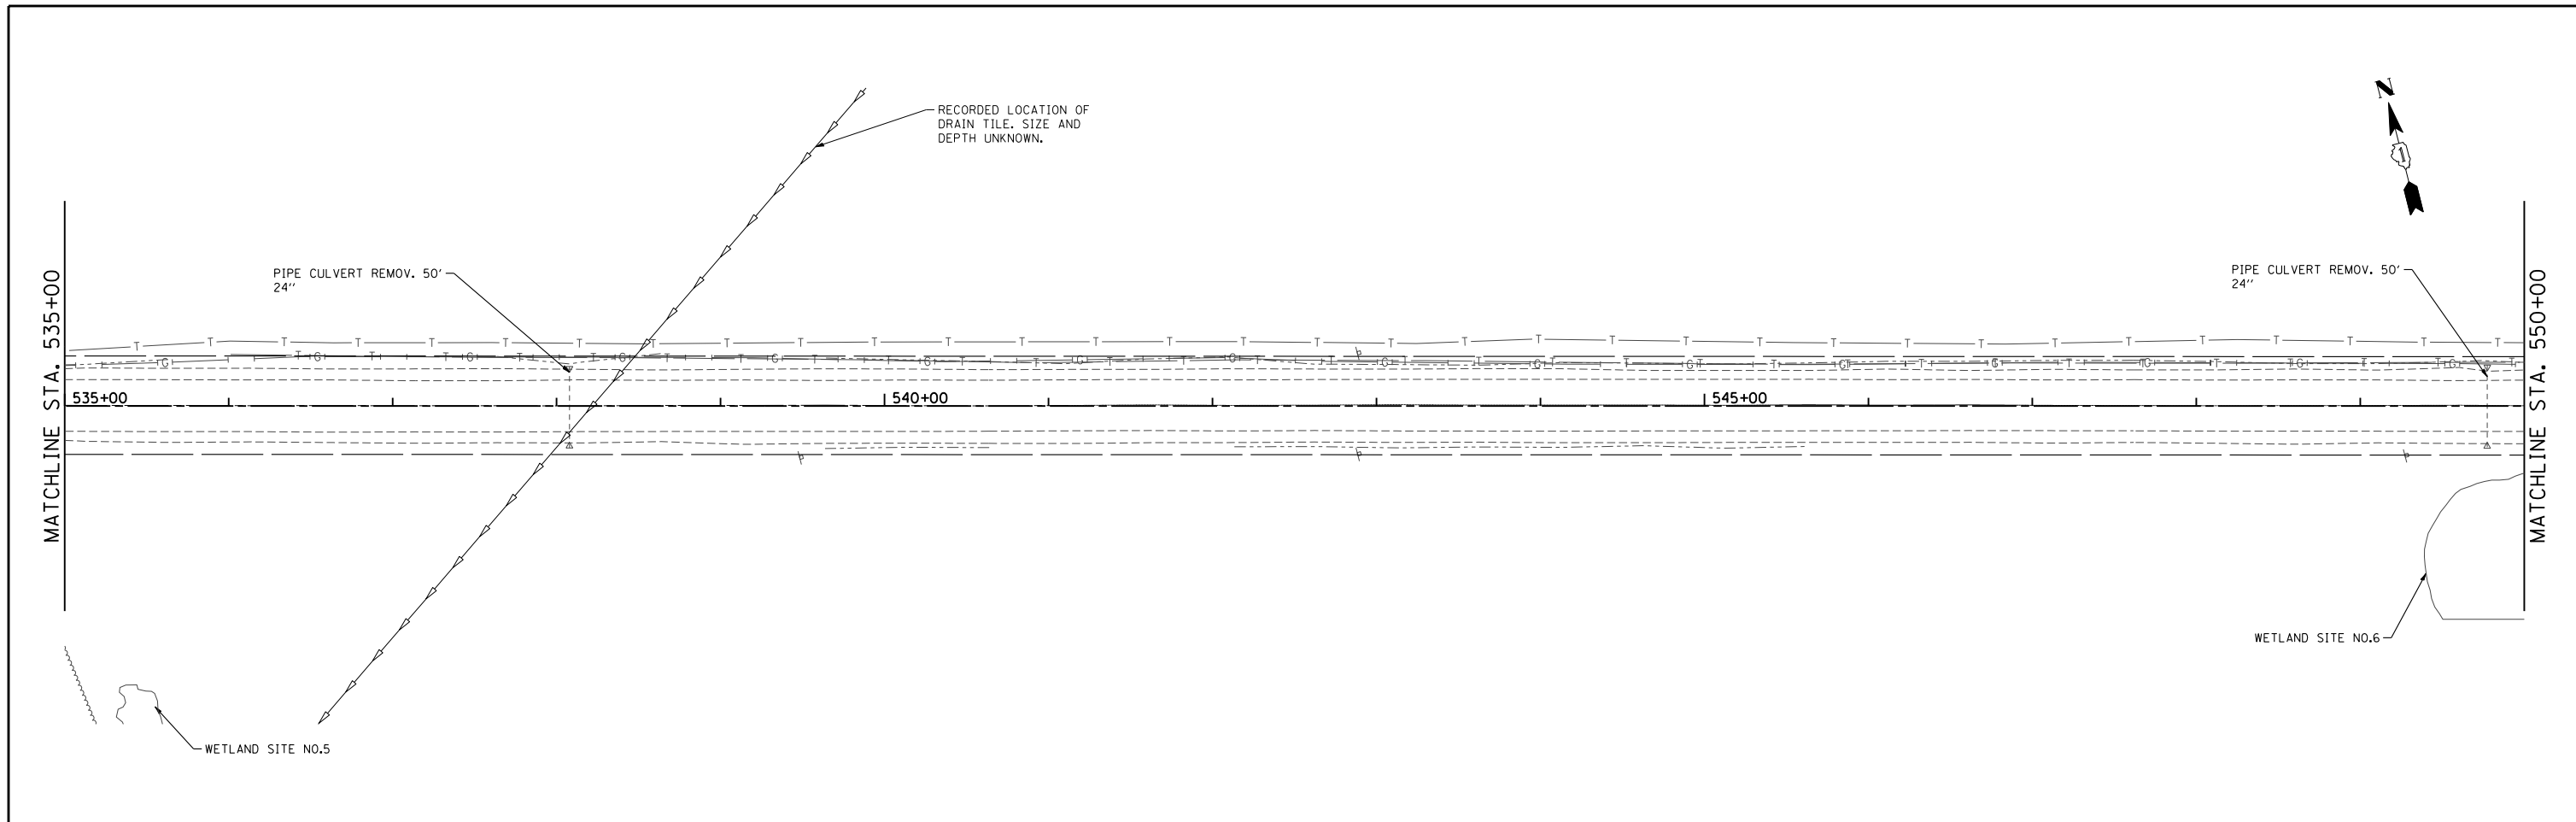 N
RECORDED LOCATION OF
DRAIN TILE. SIZE AND
DEPTH UNKNOWN.
PIPE CULVERT REMOV. 50'
24''
PIPE CULVERT REMOV. 50'
24''
MATCHLINE STA. 535+00
MATCHLINE STA. 550+00
535+00
540+00
545+00
WETLAND SITE NO.6
WETLAND SITE NO.5